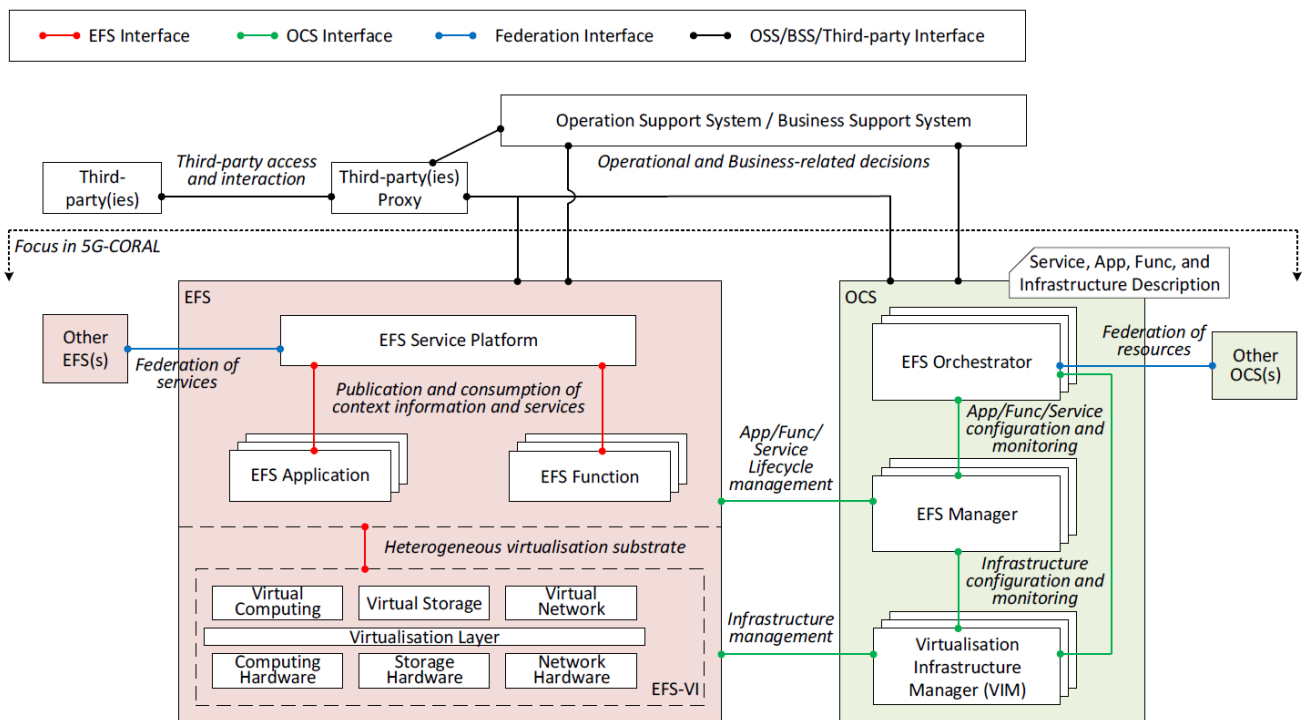 EFS Interface
OCS Interface
Federation Interface
OSS/BSS/Third-party Interface
Operation Support System / Business Support System
Third-party access
and interaction
Operational and Business-related decisions
Third-
party(ies)
Third-party(ies)
Proxy
Focus in 5G-CORAL
Service, App, Func, and
Infrastructure Description
EFS
OCS
Other
EFS(s)
Federation of
services
EFS Service Platform
EFS Orchestrator
Federation of
resources
Other
OCS(s)
Publication and consumption of
context information and services
App/Func/Service
configuration and
monitoring
EFS Application
EFS Function
App/Func/
Service
Lifecycle
management
EFS Manager
Heterogeneous virtualisation substrate
Infrastructure
configuration and
monitoring
Virtual
Computing
Virtual Storage
Virtual
Network
Virtualisation Layer
Computing
Hardware
Storage
Hardware
Network
Hardware
EFS-VI
Infrastructure
management
Virtualisation
Infrastructure
Manager (VIM)